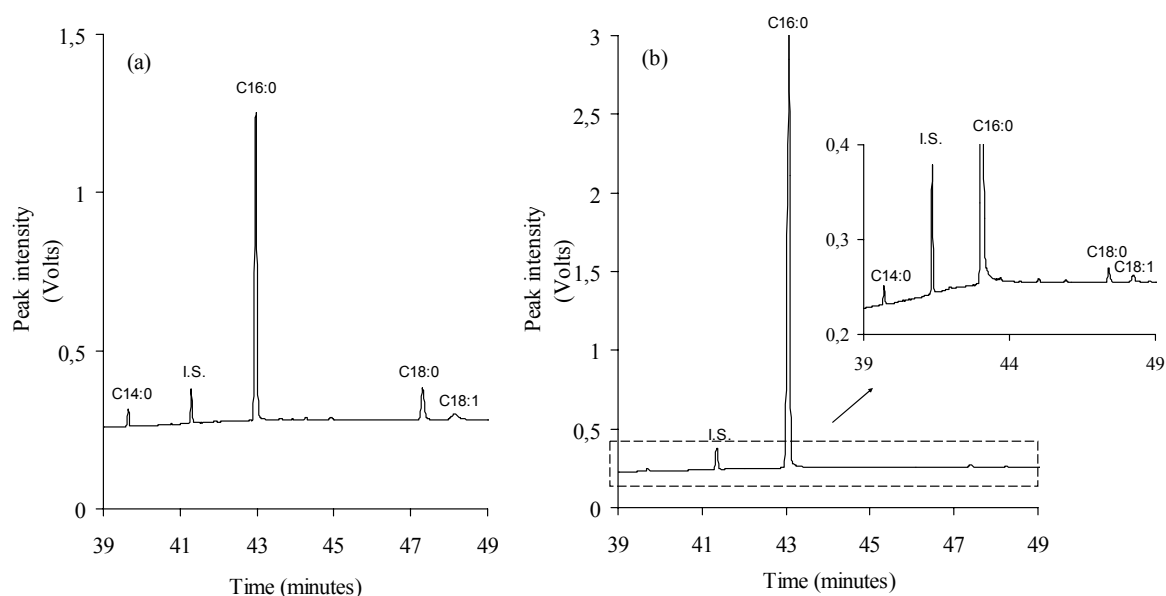 (a)
1,5
1
0,5
0
C14:0
I.S.
C16:0
C18:0
C18:1
39 41 43 45 47 49
Peak intensity
(Volts)
Time (minutes)
(b)
3
2,5
2
1,5
1
0,5
0
C16:0
I.S.
39 41 43 45 47 49
Peak intensity
(Volts)
Time (minutes)
0,4
0,3
0,2
C14:0
I.S.
C16:0
C18:0
C18:1
39 44 49